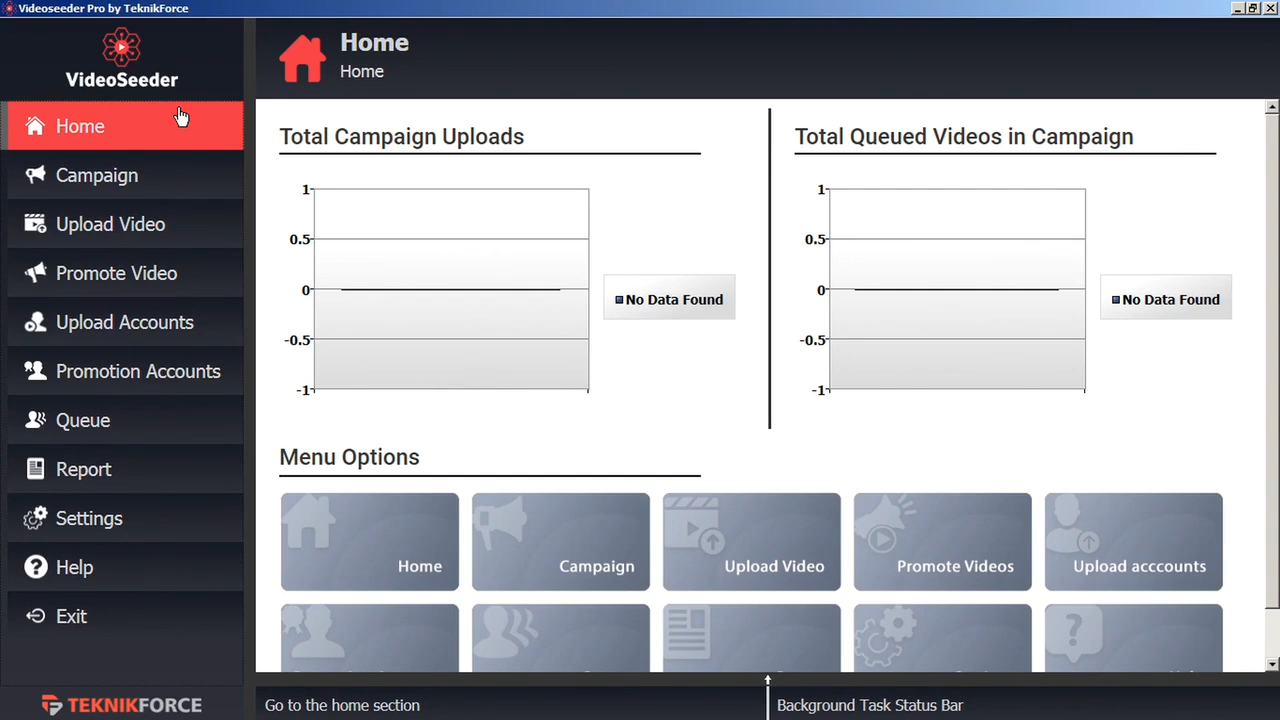 Videoseeder Pro by TeknikForce
VideoSeeder
Home
Campaign
Upload Video
Promote Video
Upload Accounts
Promotion Accounts
Queue
Report
Settings
Help
Exit
TEKNIKFORCE
Home
Home
Total Campaign Uploads
1
0.5
0
-0.5
-1
No Data Found
Total Queued Videos in Campaign
1
0.5
0
-0.5
-1
No Data Found
Menu Options
Home
Campaign
Upload Video
Promote Videos
Upload acccounts
Go to the home section
Background Task Status Bar